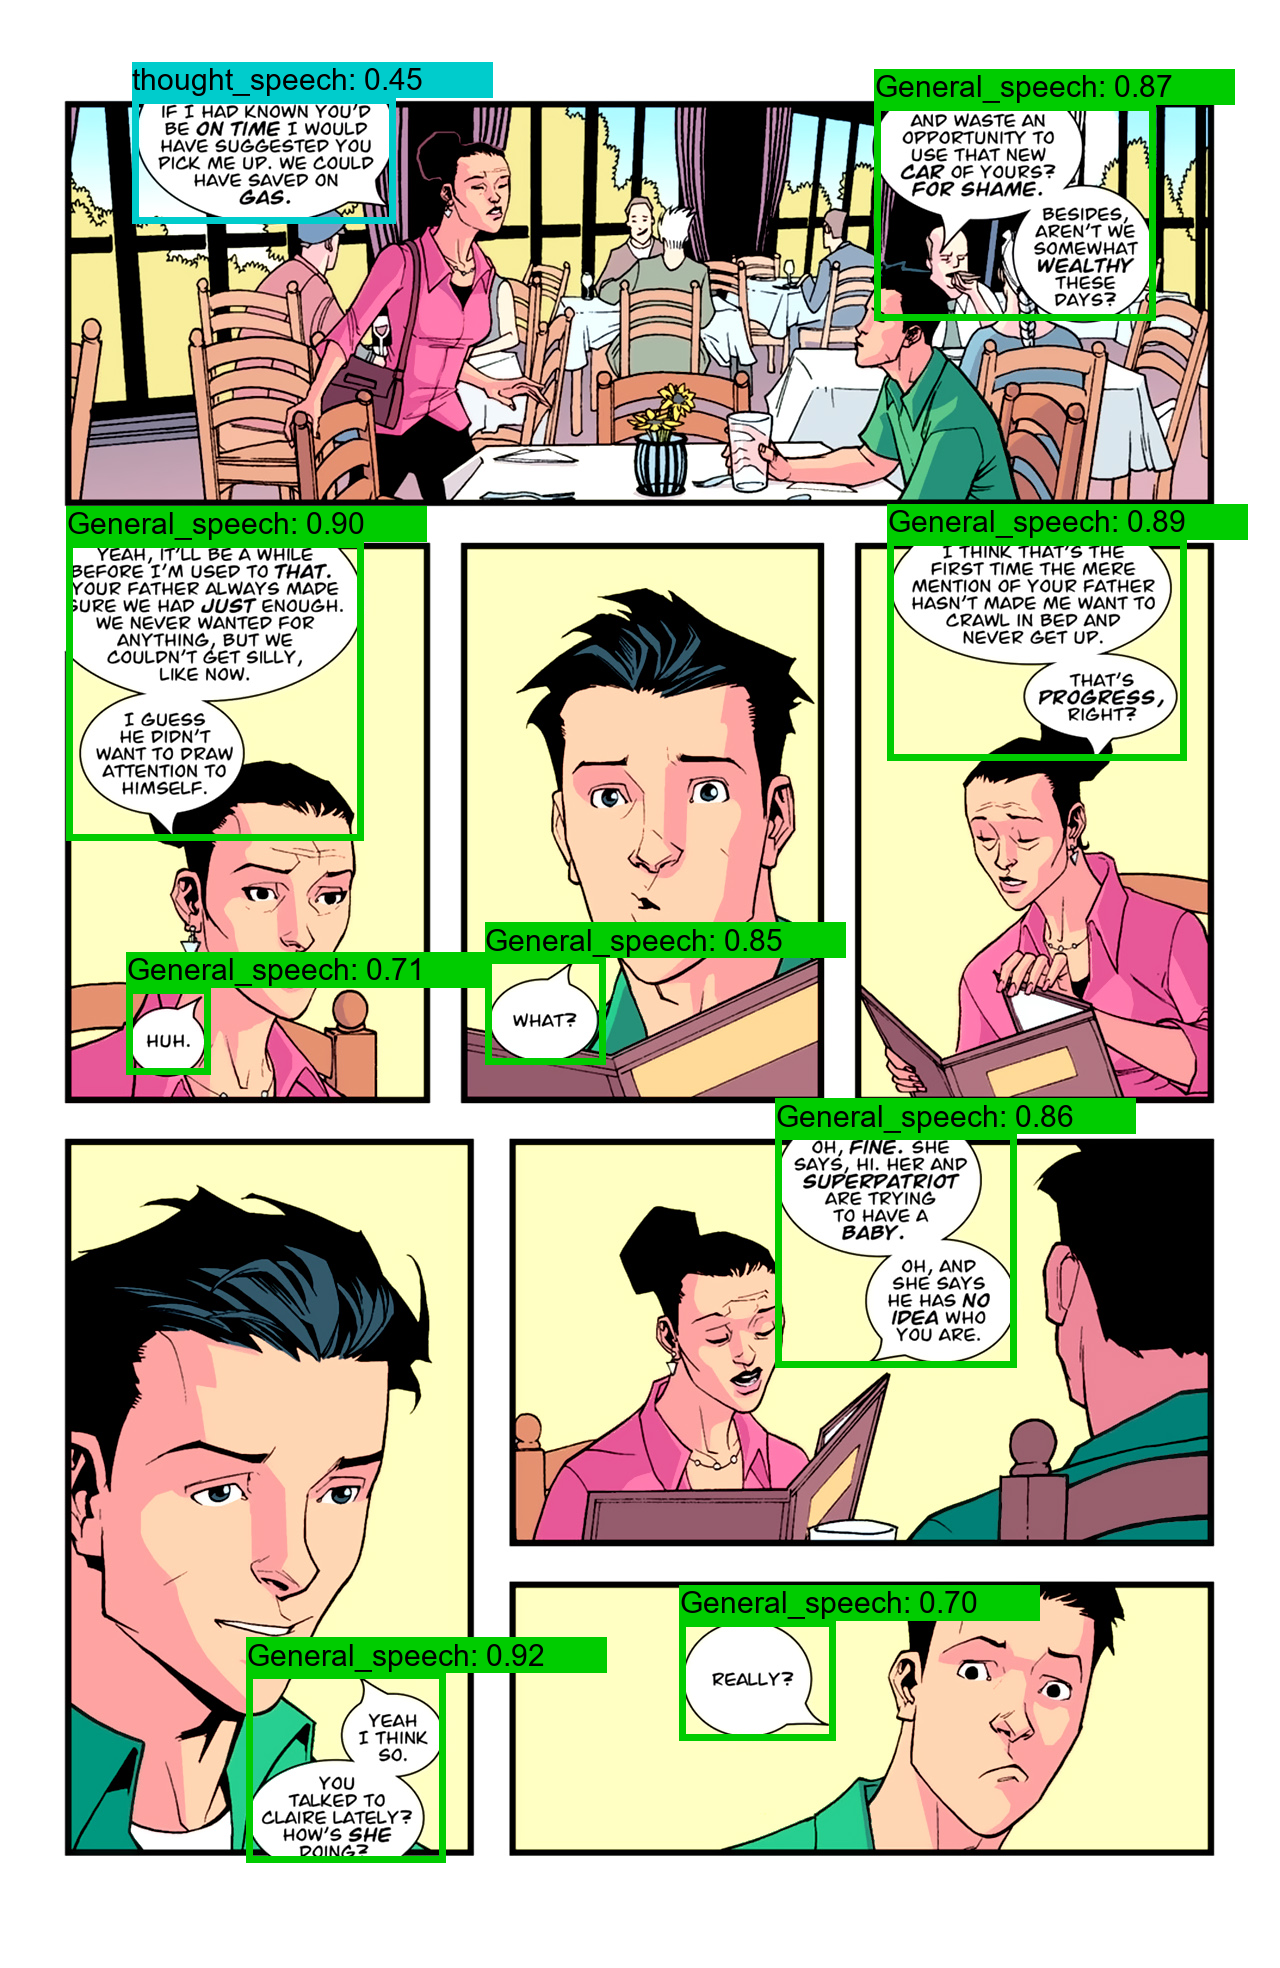 thought_speech: 0.45
IF I HAD KNOWN YOU'D
BE ON TIME I WOULD
HAVE SUGGESTED YOU
PICK ME UP. WE COULD
HAVE SAVED ON
GAS.
General_speech: 0.87
AND WASTE AN
OPPORTUNITY TO
USE THAT NEW
CAR OF YOURS?
FOR SHAME.
BESIDES,
AREN'T WE
SOMEWHAT
WEALTHY
THESE
DAYS?
General_speech: 0.90
YEAH, IT'LL BE A WHILE
BEFORE I'M USED TO THAT.
YOUR FATHER ALWAYS MADE
SURE WE HAD JUST ENOUGH.
WE NEVER WANTED FOR
ANYTHING, BUT WE
COULDN'T GET SILLY,
LIKE NOW.
I GUESS
HE DIDN'T
WANT TO DRAW
ATTENTION TO
HIMSELF.
General_speech: 0.71
HUH.
General_speech: 0.85
WHAT?
General_speech: 0.89
I THINK THAT'S THE
FIRST TIME THE MERE
MENTION OF YOUR FATHER
HASN'T MADE ME WANT TO
CRAWL IN BED AND
NEVER GET UP.
THAT'S
PROGRESS,
RIGHT?
General_speech: 0.92
YEAH
I THINK
SO.
YOU
TALKED TO
CLAIRE LATELY?
HOW'S SHE
DOING?
General_speech: 0.86
OH, FINE. SHE
SAYS, HI. HER AND
SUPERPATRIOT
ARE TRYING
TO HAVE A
BABY.
OH, AND
SHE SAYS
HE HAS NO
IDEA WHO
YOU ARE.
General_speech: 0.70
REALLY?